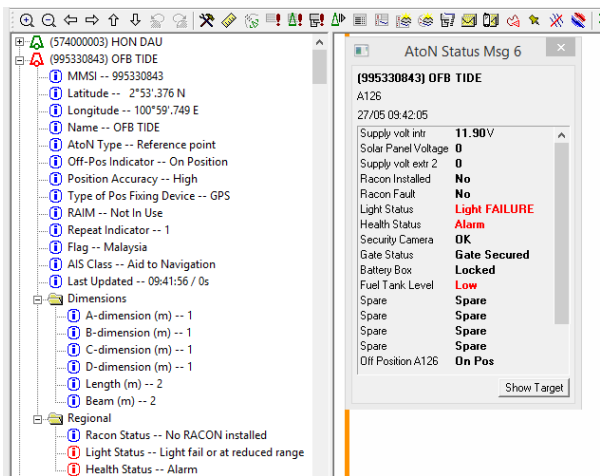 (574000003) HON DAU
(995330843) OFB TIDE
MMSI -- 995330843
Latitude -- 2°53'.376 N
Longitude -- 100°59'.749 E
Name -- OFB TIDE
AtoN Type -- Reference point
Off-Pos Indicator -- On Position
Position Accuracy -- High
Type of Pos Fixing Device -- GPS
RAIM -- Not In Use
Repeat Indicator -- 1
Flag -- Malaysia
AIS Class -- Aid to Navigation
Last Updated -- 09:41:56 / 0s
Dimensions
A-dimension (m) -- 1
B-dimension (m) -- 1
C-dimension (m) -- 1
D-dimension (m) -- 1
Length (m) -- 2
Beam (m) -- 2
Regional
Racon Status -- No RACON installed
Light Status -- Light fail or at reduced range
Health Status -- Alarm
AtoN Status Msg 6
(995330843) OFB TIDE
A126
27/05 09:42:05
Supply volt intr 11.90V
Solar Panel Voltage 0
Supply volt extr 2 0
Racon Installed No
Racon Fault No
Light Status Light FAILURE
Health Status Alarm
Security Camera OK
Gate Status Gate Secured
Battery Box Locked
Fuel Tank Level Low
Spare Spare
Spare Spare
Spare Spare
Spare Spare
Off Position A126 On Pos
Show Target